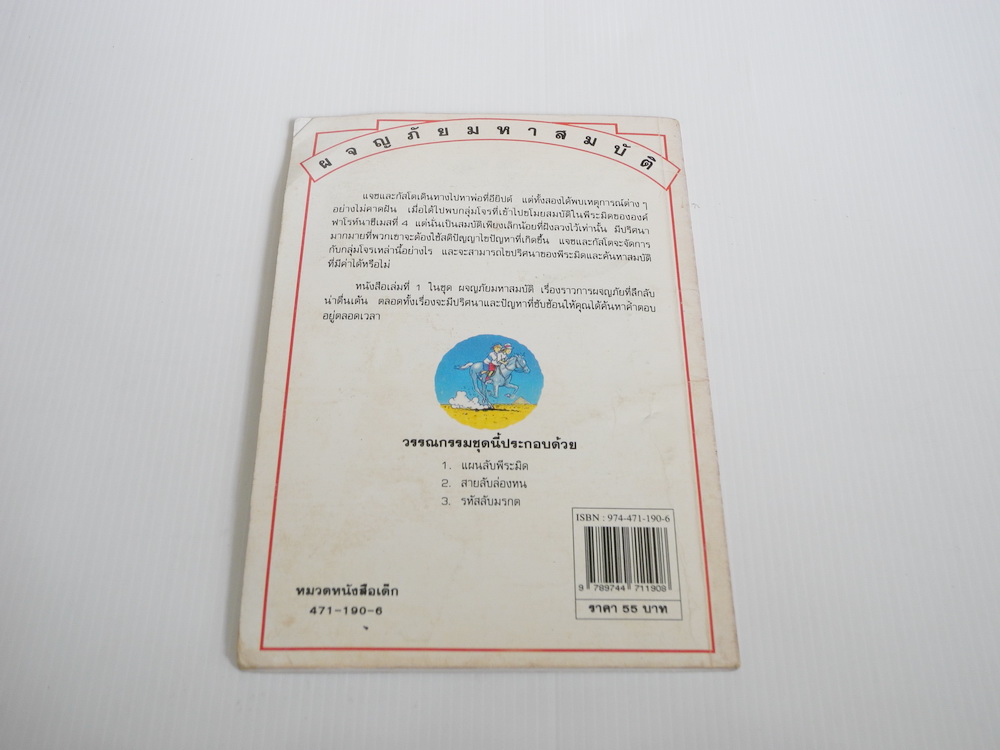 ผจญภัยมหาสมบัติ
แจซและกัสโตเดินทางไปหาพ่อที่อียิปต์ แต่ทั้งสองได้พบเหตุการณ์ต่าง ๆ
อย่างไม่คาดฝัน เมื่อได้ไปพบกลุ่มโจรที่เข้าไปขโมยสมบัติในพีระมิดขององค์
ฟาโรห์นาซีเมสที่ 4 แต่นั่นเป็นสมบัติเพียงเล็กน้อยที่ฝังลวงไว้เท่านั้น มีปริศนา
มากมายที่พวกเขาจะต้องใช้สติปัญญาไขปัญหาที่เกิดขึ้น แจซและกัสโตจะจัดการ
กับกลุ่มโจรเหล่านี้อย่างไร และจะสามารถไขปริศนาของพีระมิดและค้นหาสมบัติ
ที่มีค่าได้หรือไม่
หนังสือเล่มที่ 1 ในชุด ผจญภัยมหาสมบัติ เรื่องราวการผจญภัยที่ลึกลับ
น่าตื่นเต้น ตลอดทั้งเรื่องจะมีปริศนาและปัญหาที่ซับซ้อนให้คุณได้ค้นหาคำตอบ
อยู่ตลอดเวลา
วรรณกรรมชุดนี้ประกอบด้วย
1. แผนลับพีระมิด
2. สายลับล่องหน
3. รหัสลับมรกต
ISBN : 974-471-190-6
9 789744 711908
ราคา 55 บาท
หมวดหนังสือเด็ก
471-190-6